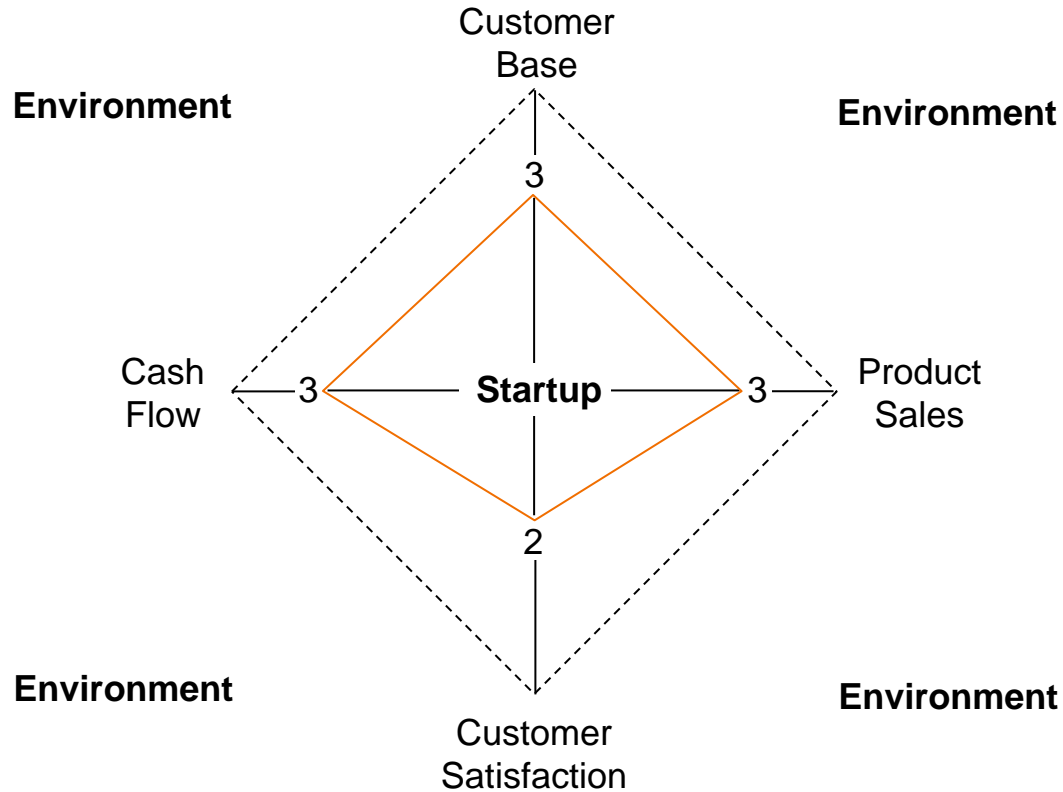 Customer
Base
Environment
Environment
3
Cash
Flow
3
Startup
3
Product
Sales
2
Environment
Environment
Customer
Satisfaction